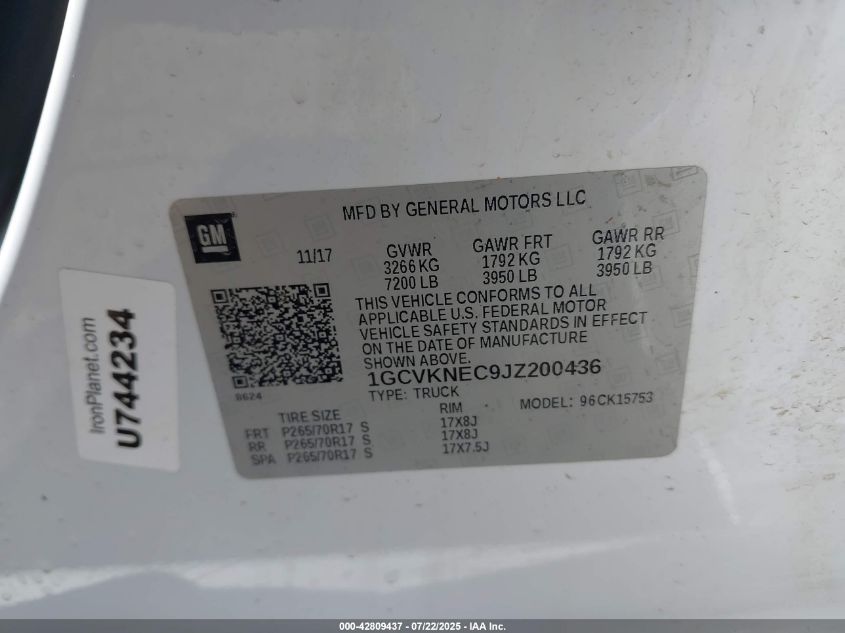 GM
MFD BY GENERAL MOTORS LLC
11/17
GVWR
3266 KG
7200 LB
GAWR FRT
1792 KG
3950 LB
GAWR RR
1792 KG
3950 LB
THIS VEHICLE CONFORMS TO ALL
APPLICABLE U.S. FEDERAL MOTOR
VEHICLE SAFETY STANDARDS IN EFFECT
ON THE DATE OF MANUFACTURE
SHOWN ABOVE.
1GCVKNEC9JZ200436
TYPE: TRUCK
MODEL: 96CK15753
8624
TIRE SIZE RIM
FRT P265/70R17 S 17X8J
RR P265/70R17 S 17X8J
SPA P265/70R17 S 17X7.5J
IronPlanet.com
U744234
000-42809437 - 07/22/2025 - IAA Inc.